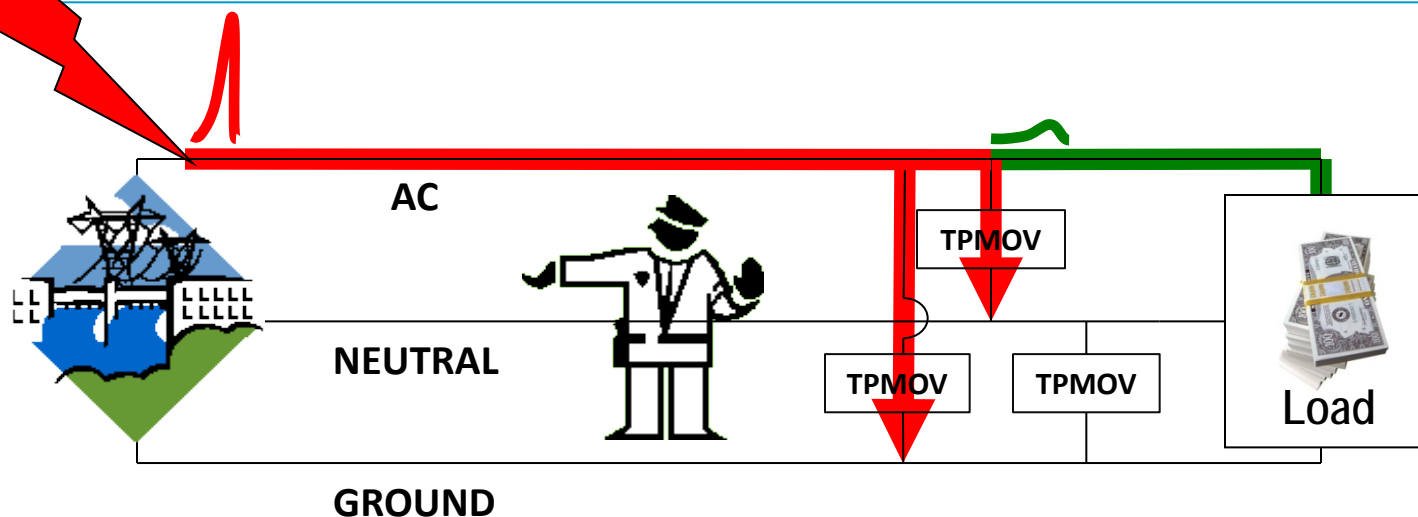 AC
TPMOV
NEUTRAL
TPMOV
TPMOV
Load
GROUND